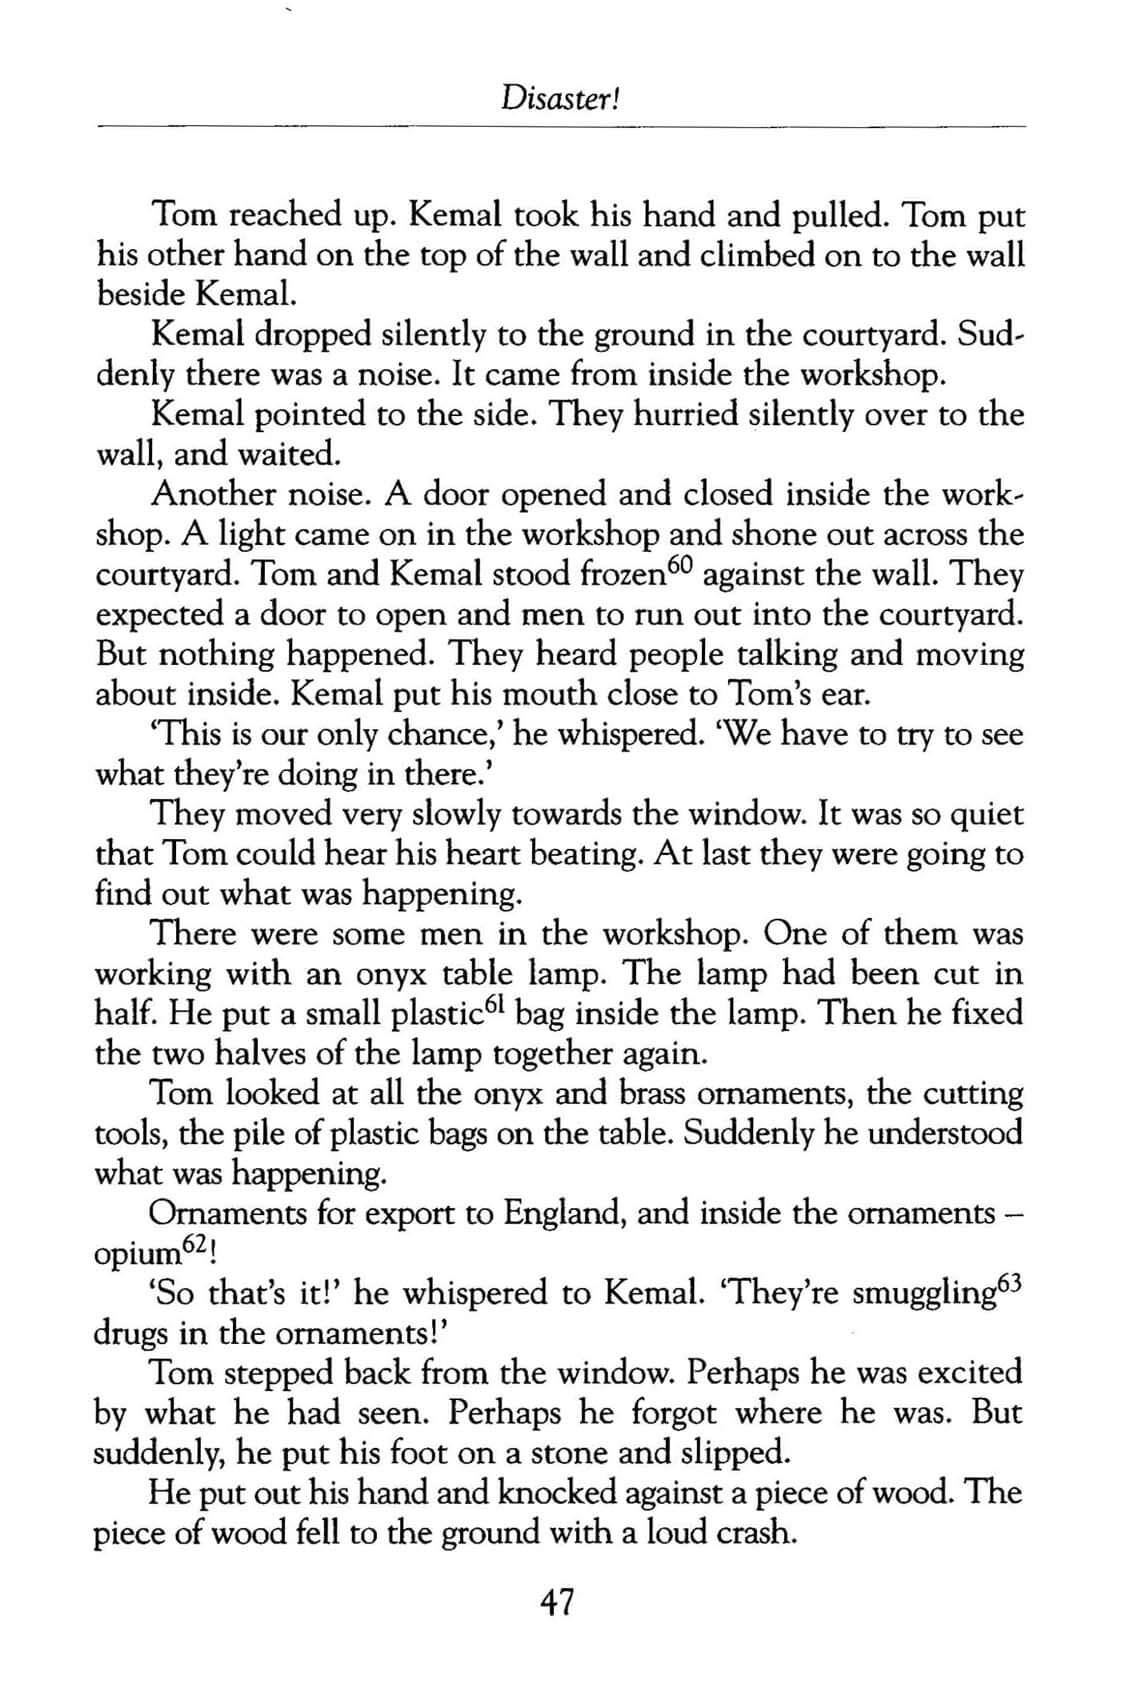 Disaster!
Tom reached up. Kemal took his hand and pulled. Tom put
his other hand on the top of the wall and climbed on to the wall
beside Kemal.
Kemal dropped silently to the ground in the courtyard. Sud-
denly there was a noise. It came from inside the workshop.
Kemal pointed to the side. They hurried silently over to the
wall, and waited.
Another noise. A door opened and closed inside the work-
shop. A light came on in the workshop and shone out across the
courtyard. Tom and Kemal stood frozen⁶⁰ against the wall. They
expected a door to open and men to run out into the courtyard.
But nothing happened. They heard people talking and moving
about inside. Kemal put his mouth close to Tom’s ear.
‘This is our only chance,’ he whispered. ‘We have to try to see
what they’re doing in there.’
They moved very slowly towards the window. It was so quiet
that Tom could hear his heart beating. At last they were going to
find out what was happening.
There were some men in the workshop. One of them was
working with an onyx table lamp. The lamp had been cut in
half. He put a small plastic⁶¹ bag inside the lamp. Then he fixed
the two halves of the lamp together again.
Tom looked at all the onyx and brass ornaments, the cutting
tools, the pile of plastic bags on the table. Suddenly he understood
what was happening.
Ornaments for export to England, and inside the ornaments –
opium⁶²!
‘So that’s it!’ he whispered to Kemal. ‘They’re smuggling⁶³
drugs in the ornaments!’
Tom stepped back from the window. Perhaps he was excited
by what he had seen. Perhaps he forgot where he was. But
suddenly, he put his foot on a stone and slipped.
He put out his hand and knocked against a piece of wood. The
piece of wood fell to the ground with a loud crash.
47